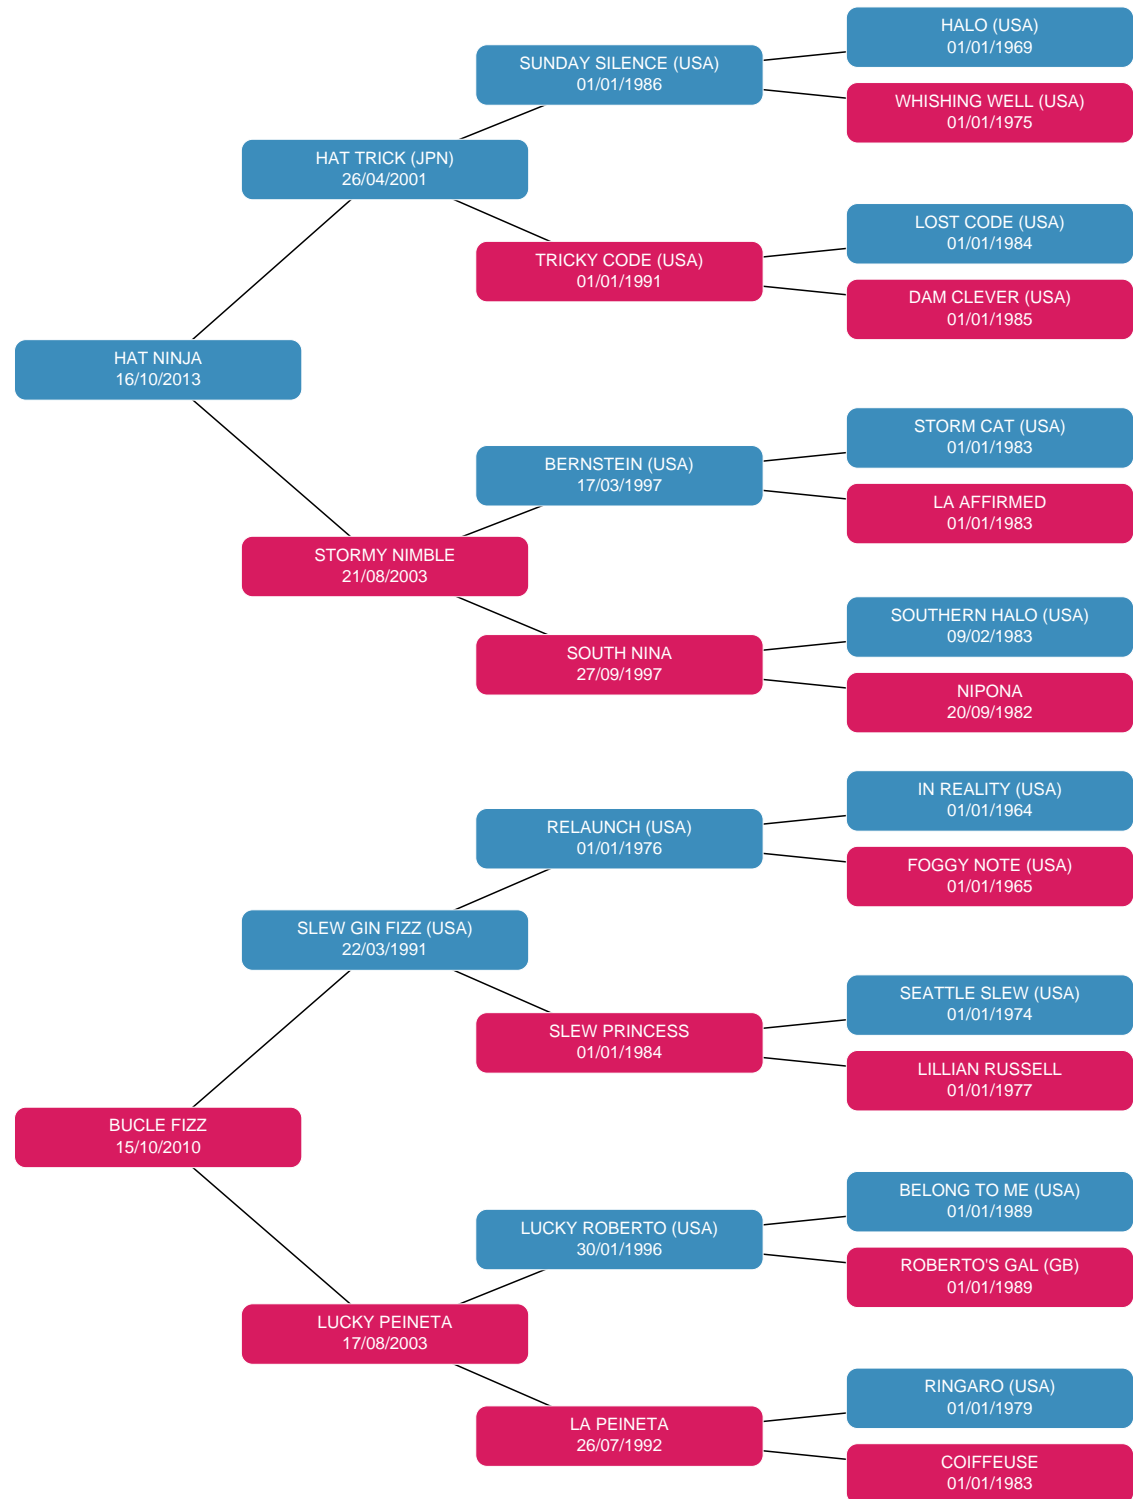 HALO (USA)
01/01/1969
SUNDAY SILENCE (USA)
01/01/1986
WHISHING WELL (USA)
01/01/1975
HAT TRICK (JPN)
26/04/2001
LOST CODE (USA)
01/01/1984
TRICKY CODE (USA)
01/01/1991
DAM CLEVER (USA)
01/01/1985
HAT NINJA
16/10/2013
STORM CAT (USA)
01/01/1983
BERNSTEIN (USA)
17/03/1997
LA AFFIRMED
01/01/1983
STORMY NIMBLE
21/08/2003
SOUTHERN HALO (USA)
09/02/1983
SOUTH NINA
27/09/1997
NIPONA
20/09/1982
IN REALITY (USA)
01/01/1964
RELAUNCH (USA)
01/01/1976
FOGGY NOTE (USA)
01/01/1965
SLEW GIN FIZZ (USA)
22/03/1991
SEATTLE SLEW (USA)
01/01/1974
SLEW PRINCESS
01/01/1984
LILLIAN RUSSELL
01/01/1977
BUCLE FIZZ
15/10/2010
BELONG TO ME (USA)
01/01/1989
LUCKY ROBERTO (USA)
30/01/1996
ROBERTO'S GAL (GB)
01/01/1989
LUCKY PEINETA
17/08/2003
RINGARO (USA)
01/01/1979
LA PEINETA
26/07/1992
COIFFEUSE
01/01/1983